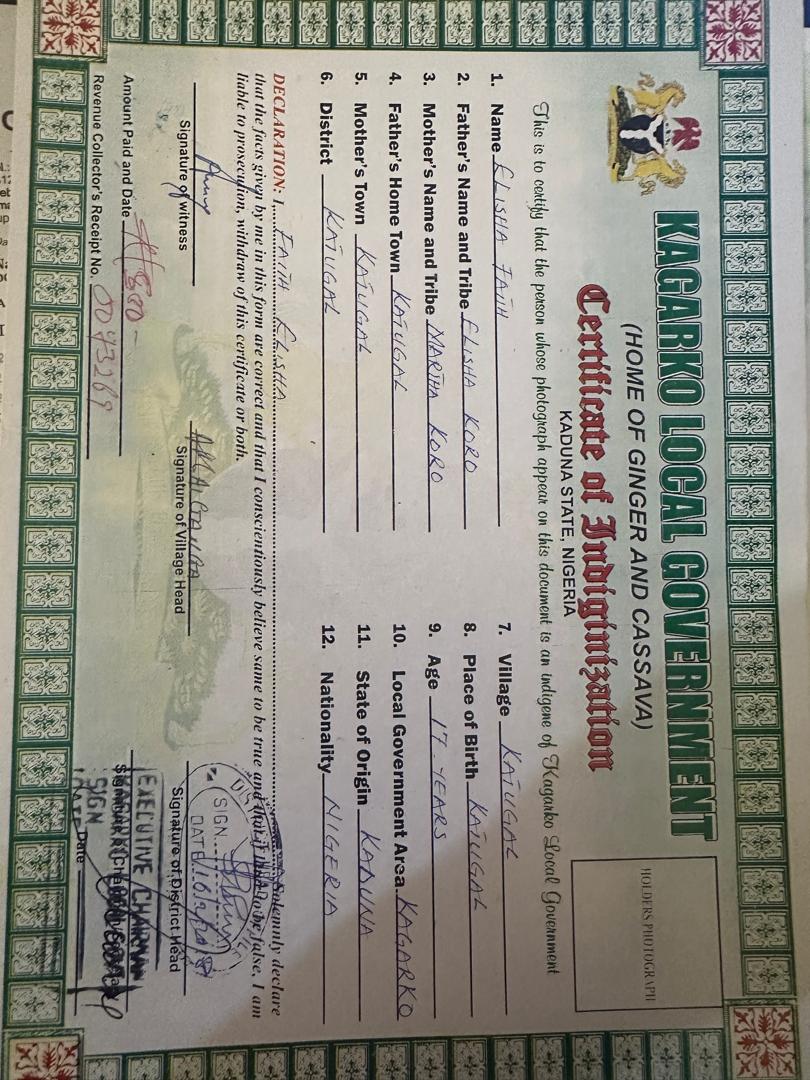 KAGARKO LOCAL GOVERNMENT
(HOME OF GINGER AND CASSAVA)
Certificate of Indiginization
KADUNA STATE, NIGERIA
HOLDERS PHOTOGRAPH
This is to certify that the person whose photograph appear on this document is an indigene of Kagarko Local Government
1. Name ELISHA FAITH
2. Father's Name and Tribe ELISHA KORO
3. Mother's Name and Tribe MARTHA KORO
4. Father's Home Town KATUGAL
5. Mother's Town KATUGAL
6. District KATUGAL
7. Village KATUGAL
8. Place of Birth KATUGAL
9. Age 17-YEARS
10. Local Government Area KAGARKO
11. State of Origin KADUNA
12. Nationality NIGERIA
DECLARATION: I FAITH ELISHA Solemnly declare
that the facts given by me in this form are correct and that I conscientiously believe same to be true and that if to be false, I am
liable to prosecution, withdraw of this certificate or both.
Signature of witness
Signature of Village Head
SIGN
DATE
Signature of District Head
Amount Paid and Date
Revenue Collector's Receipt No. 0043269
EXECUTIVE CHAIRMAN
SIGN
Date